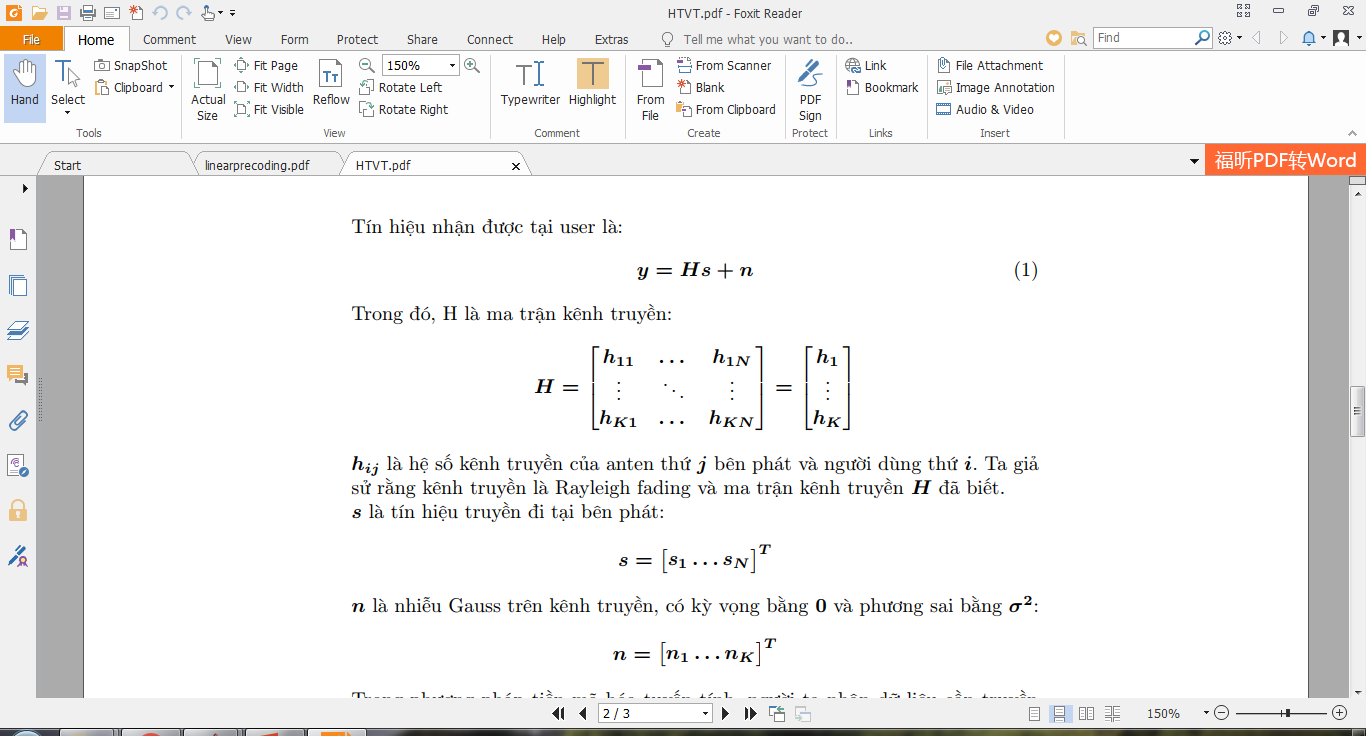 HTVT.pdf - Foxit Reader
File Home Comment View Form Protect Share Connect Help Extras Tell me what you want to do.. Find
Hand
Select
SnapShot
Clipboard
Tools
Actual
Size
Fit Page
Fit Width
Fit Visible
Reflow
150%
Rotate Left
Rotate Right
View
Typewriter
Highlight
Comment
From
File
From Scanner
Blank
From Clipboard
Create
PDF
Sign
Protect
Link
Bookmark
Links
File Attachment
Image Annotation
Audio & Video
Insert
Start linearprecoding.pdf HTVT.pdf
福昕PDF转Word
Tín hiệu nhận được tại user là:
y = Hs + n (1)
Trong đó, H là ma trận kênh truyền:
H = [h11 ... h1N ⋮ ⋱ ⋮ hK1 ... hKN] = [h1 ⋮ hK]
hij là hệ số kênh truyền của anten thứ j bên phát và người dùng thứ i. Ta giả
sử rằng kênh truyền là Rayleigh fading và ma trận kênh truyền H đã biết.
s là tín hiệu truyền đi tại bên phát:
s = [s1 ... sN]^T
n là nhiễu Gauss trên kênh truyền, có kỳ vọng bằng 0 và phương sai bằng σ²:
n = [n1 ... nK]^T
2 / 3
150%